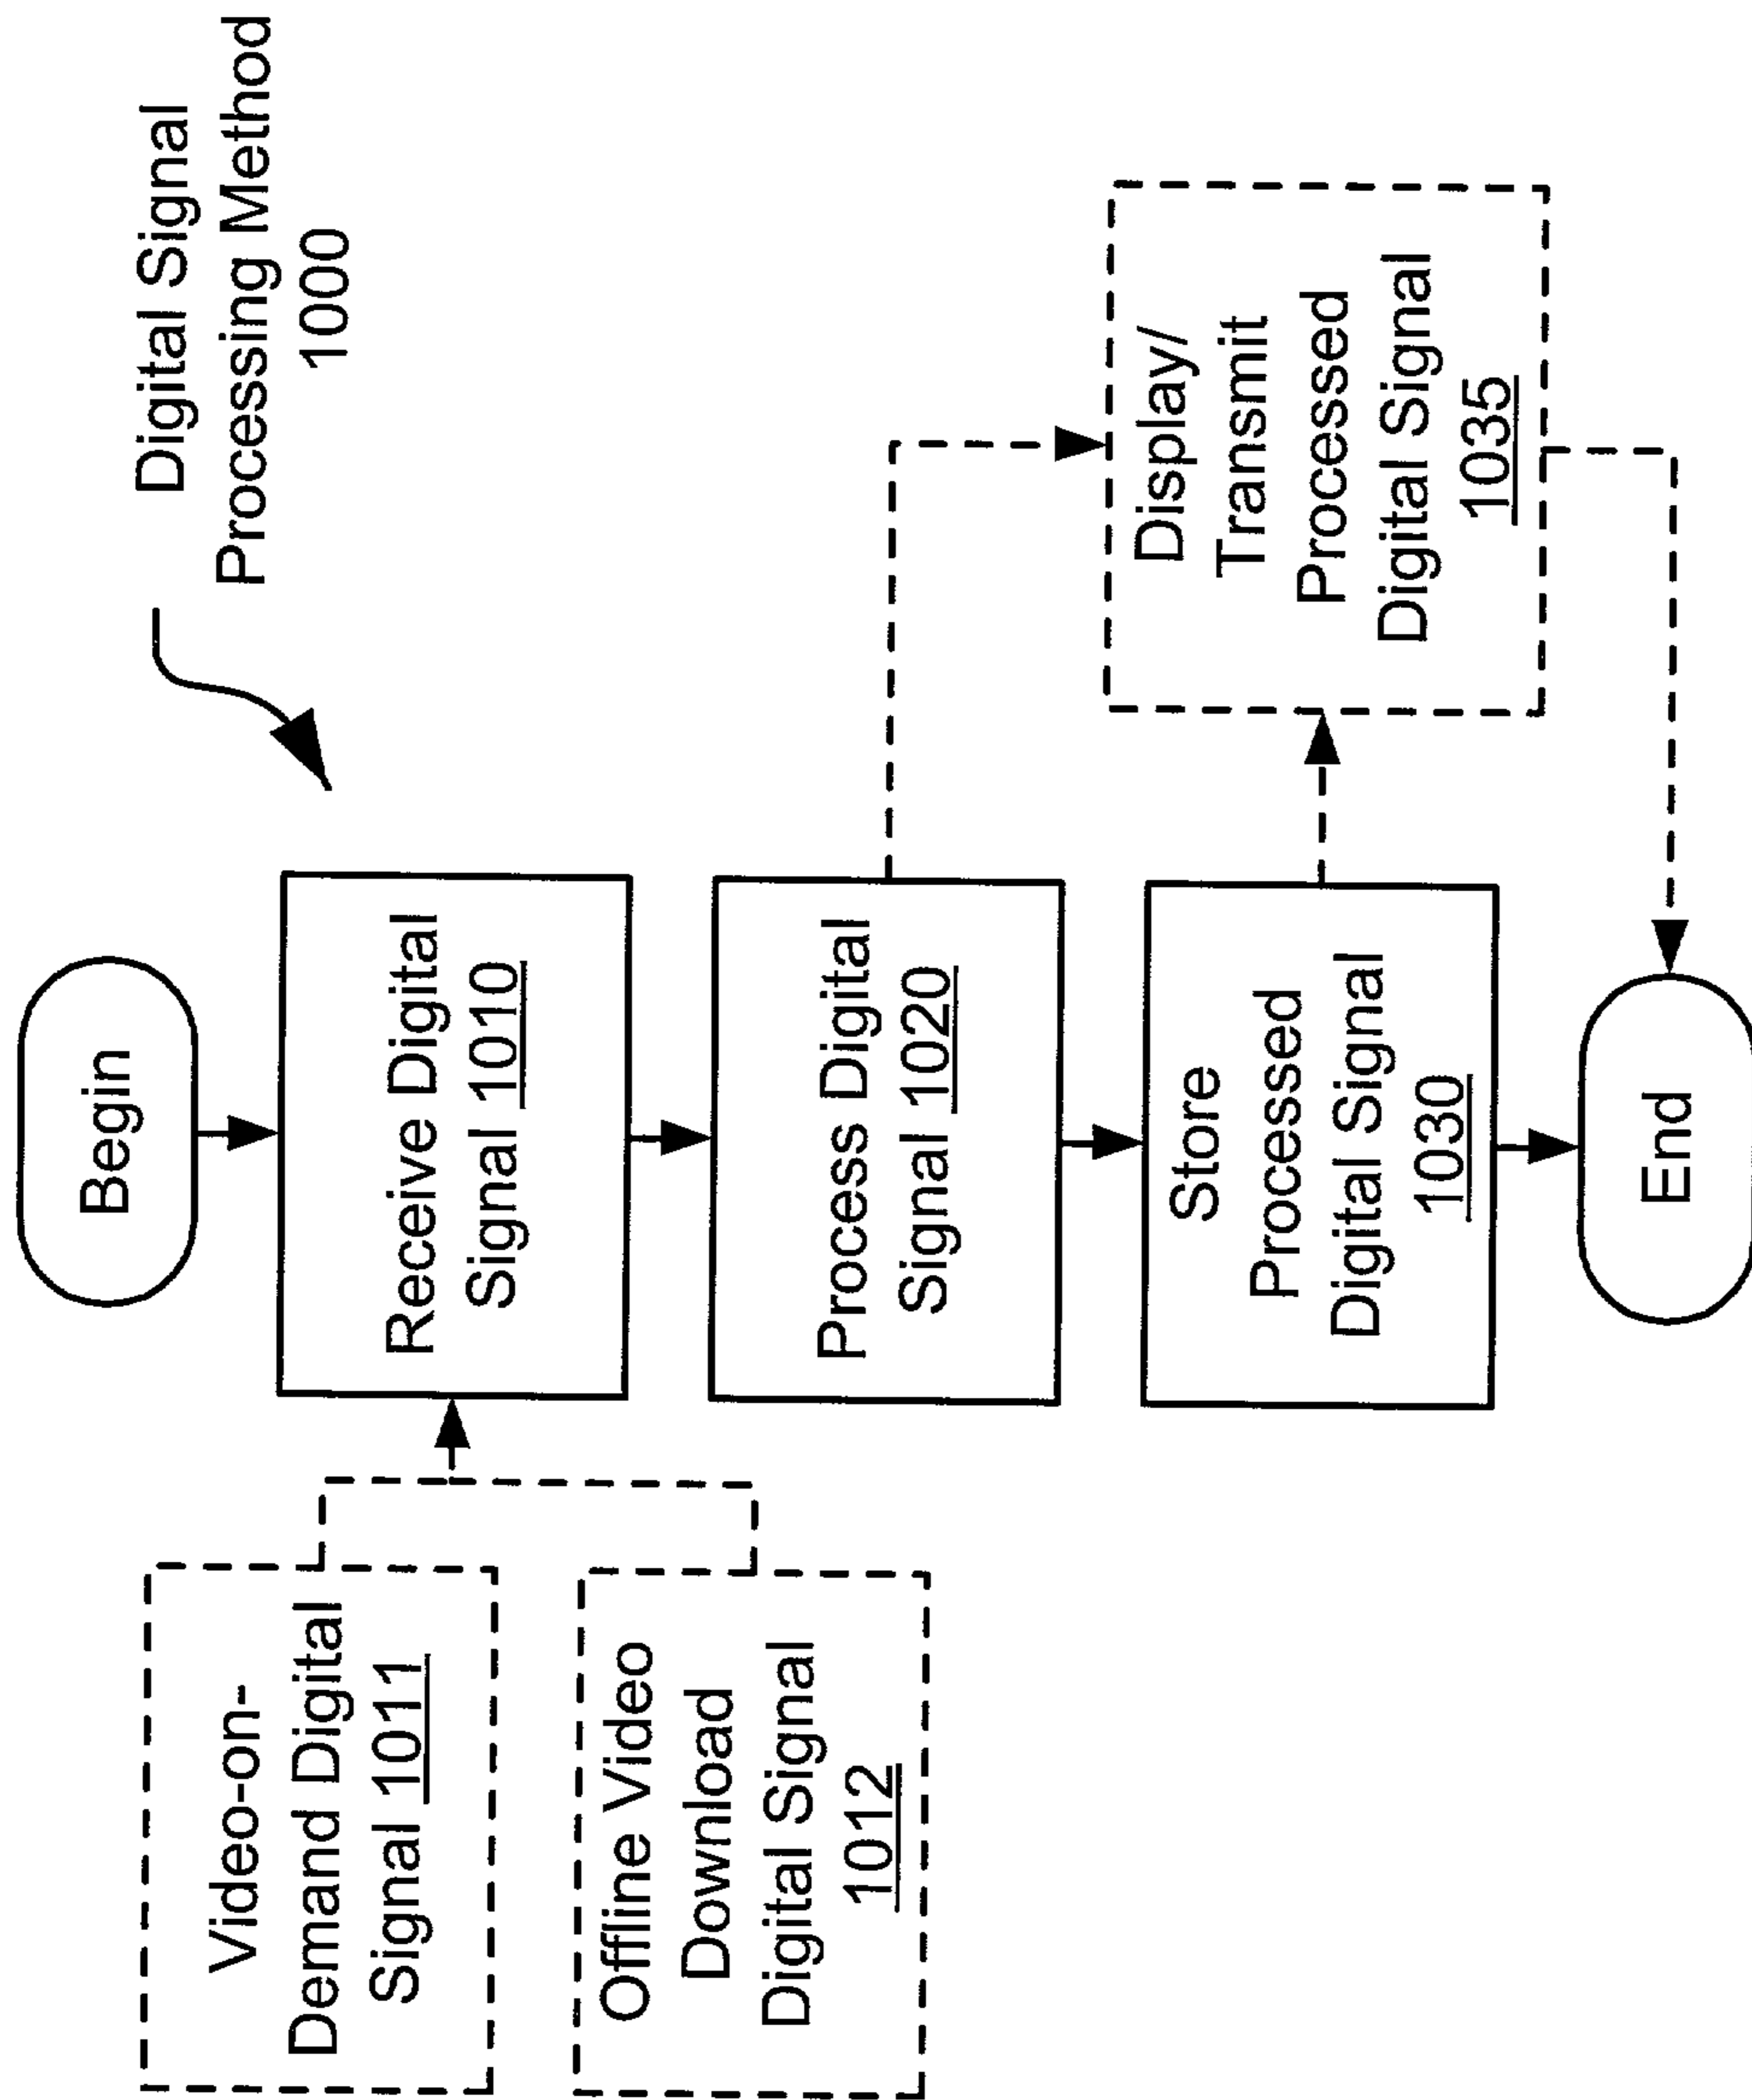 Digital Signal
Processing Method
1000
Begin
Video-on-
Demand Digital
Signal 1011
Receive Digital
Signal 1010
Offline Video
Download
Digital Signal
1012
Process Digital
Signal 1020
Display/
Transmit
Processed
Digital Signal
1035
Store
Processed
Digital Signal
1030
End